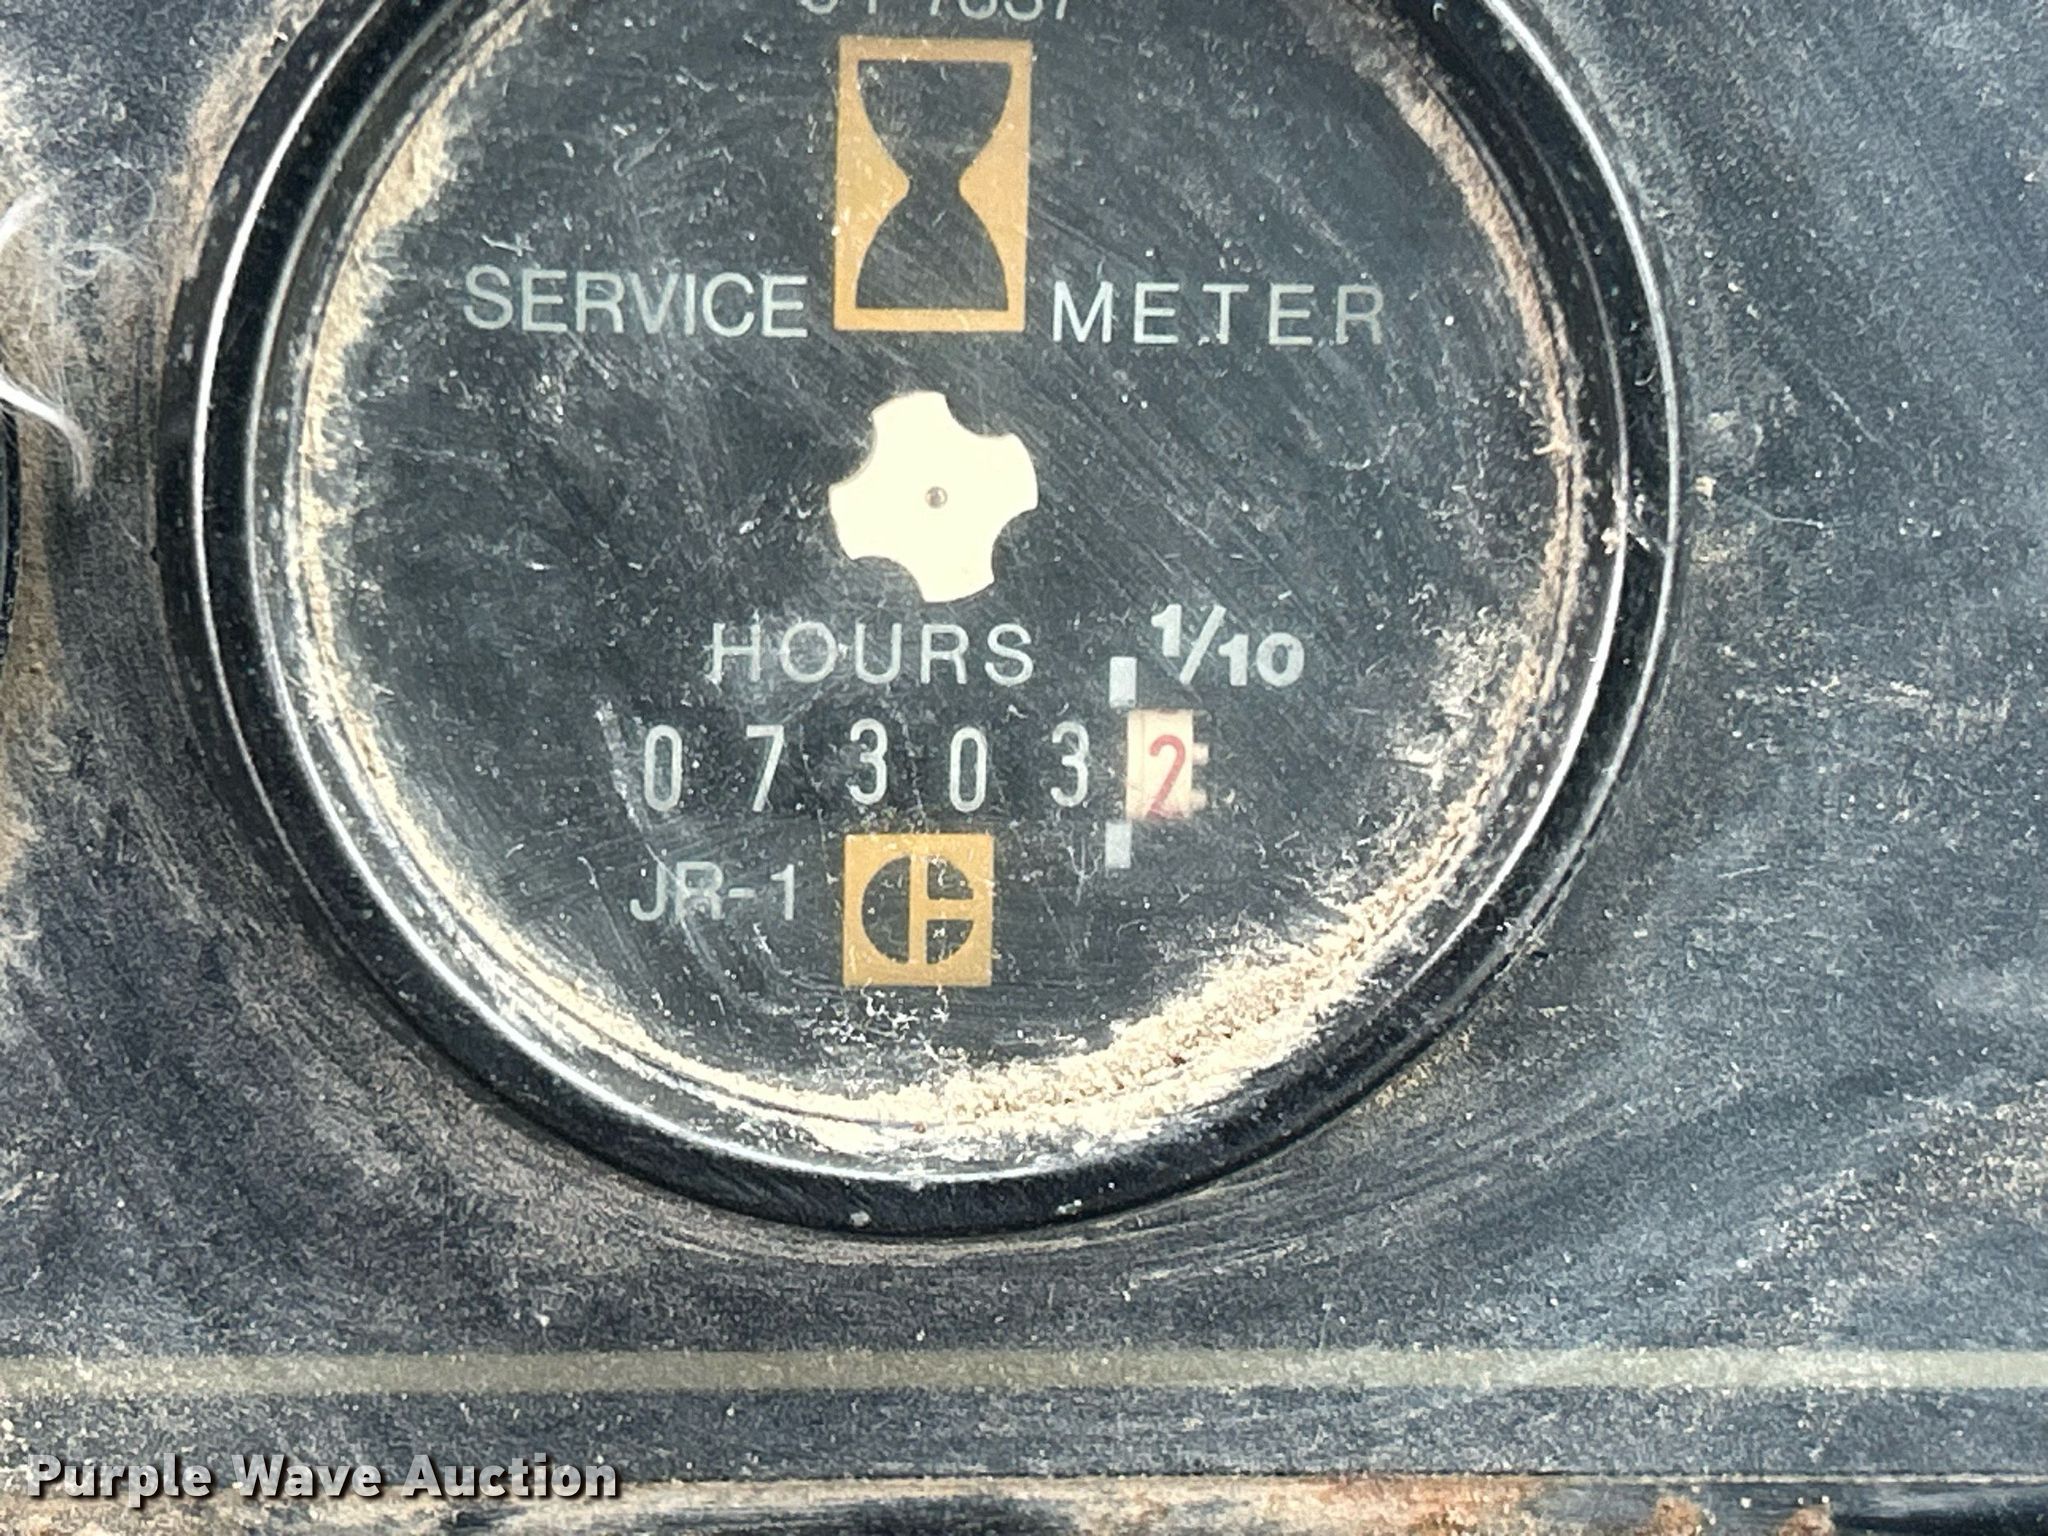 SERVICE METER
HOURS 1/10
073032
JR-1
Purple Wave Auction